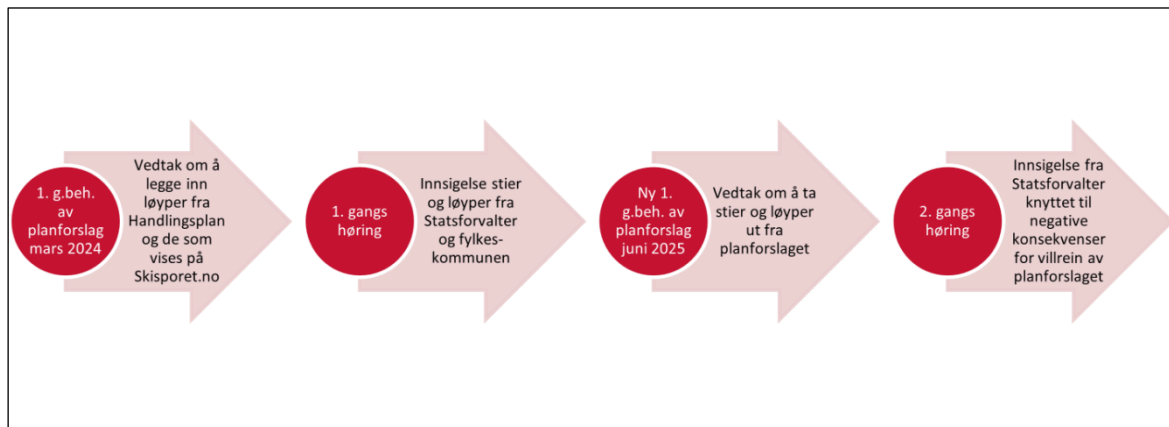 1. g.beh.
av
planforslag
mars 2024
Vedtak om å
legge inn
løyper fra
Handlingsplan
og de som
vises på
Skisporet.no
1. gangs
høring
Innsigelse stier
og løyper fra
Statsforvalter
og fylkes-
kommunen
Ny 1.
g.beh. av
planforslag
juni 2025
Vedtak om å ta
stier og løyper
ut fra
planforslaget
2. gangs
høring
Innsigelse fra
Statsforvalter
knyttet til
negative
konsekvenser
for villrein av
planforslaget